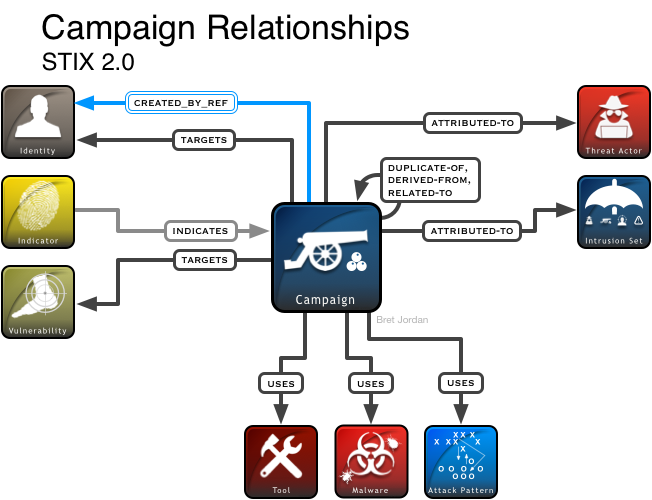 Campaign Relationships
STIX 2.0
CREATED_BY_REF
Identity
TARGETS
ATTRIBUTED-TO
Threat Actor
DUPLICATE-OF,
DERIVED-FROM,
RELATED-TO
Indicator
INDICATES
ATTRIBUTED-TO
Intrusion Set
TARGETS
Vulnerability
Campaign
Bret Jordan
USES
USES
USES
Tool
Malware
X X X
X X X X
X
O
O O O O O
O O O
Attack Pattern